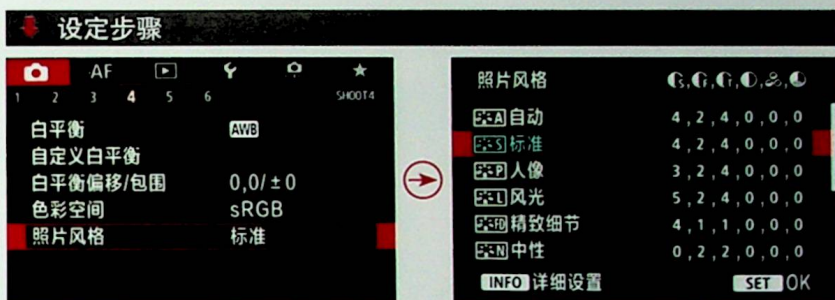 设定步骤
AF
1 2 3 4 5 6 SHOOT4
白平衡 AWB
自定义白平衡
白平衡偏移/包围 0,0/±0
色彩空间 sRGB
照片风格 标准
照片风格
A 自动 4,2,4,0,0,0
S 标准 4,2,4,0,0,0
P 人像 3,2,4,0,0,0
L 风光 5,2,4,0,0,0
FD 精致细节 4,1,1,0,0,0
N 中性 0,2,2,0,0,0
INFO 详细设置 SET OK